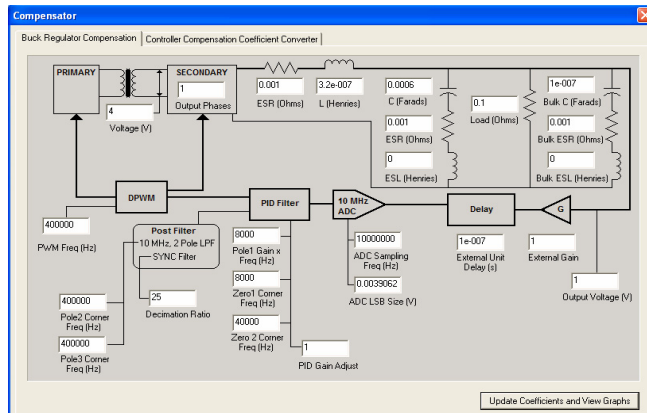 Compensator
Buck Regulator Compensation
Controller Compensation Coefficient Converter
PRIMARY
SECONDARY
1
Output Phases
4
Voltage (V)
0.001
ESR (Ohms)
3.2e-007
L (Henries)
0.0006
C (Farads)
0.001
ESR (Ohms)
0
ESL (Henries)
0.1
Load (Ohms)
1e-007
Bulk C (Farads)
0.001
Bulk ESR (Ohms)
0
Bulk ESL (Henries)
DPWM
PID Filter
10 MHz
ADC
Delay
G
400000
PWM Freq (Hz)
Post Filter
10 MHz, 2 Pole LPF
SYNC Filter
8000
Pole1 Gain x
Freq (Hz)
8000
Zero1 Corner
Freq (Hz)
40000
Zero 2 Corner
Freq (Hz)
1
PID Gain Adjust
10000000
ADC Sampling
Freq (Hz)
0.0039062
ADC LSB Size (V)
1e-007
External Unit
Delay (s)
1
External Gain
1
Output Voltage (V)
400000
Pole2 Corner
Freq (Hz)
400000
Pole3 Corner
Freq (Hz)
25
Decimation Ratio
Update Coefficients and View Graphs